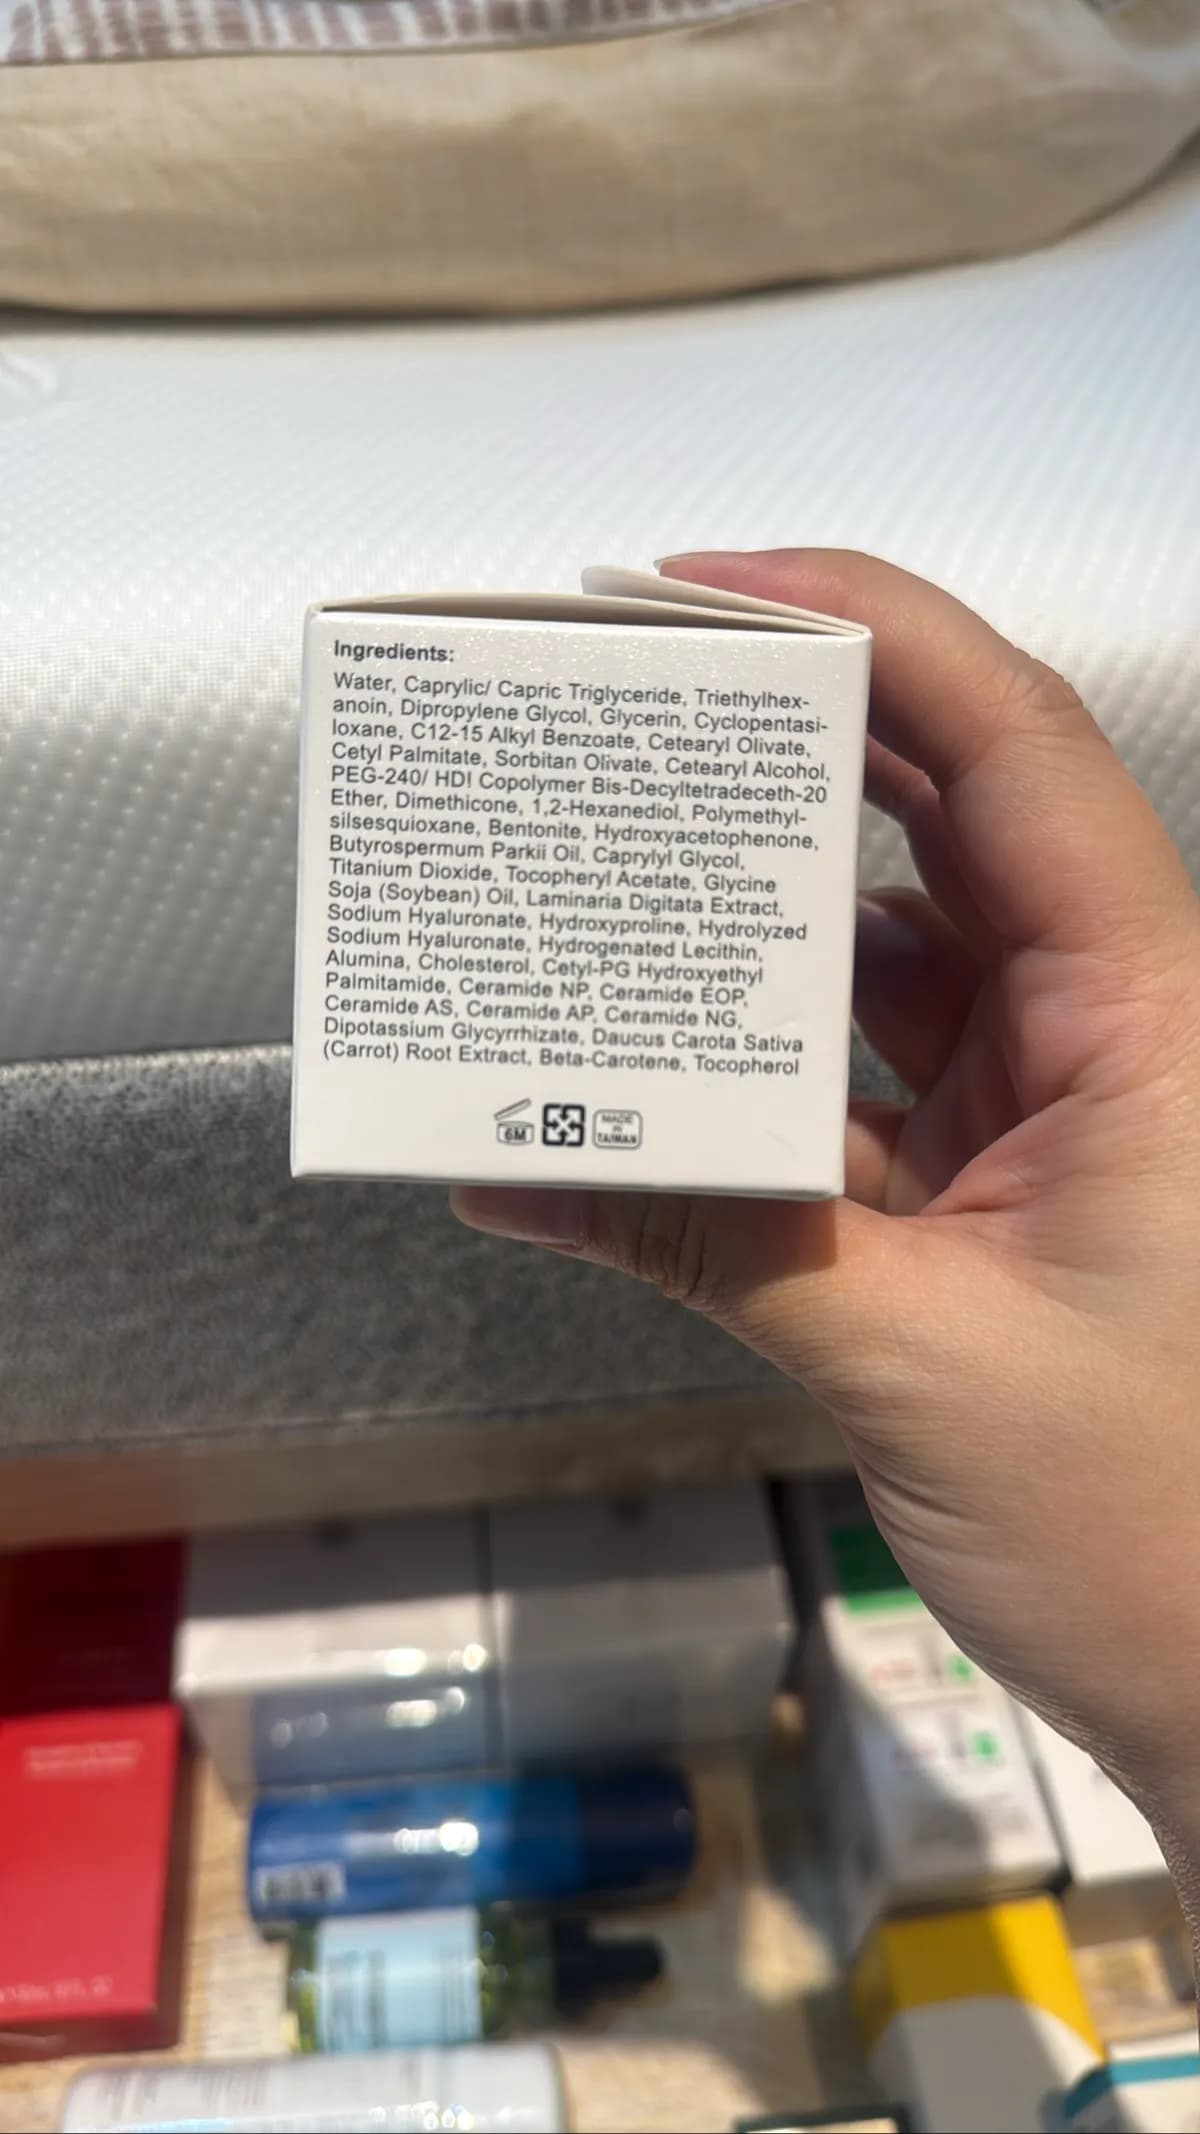 Ingredients:
Water, Caprylic/ Capric Triglyceride, Triethylhex-
anoin, Dipropylene Glycol, Glycerin, Cyclopentasi-
loxane, C12-15 Alkyl Benzoate, Cetearyl Olivate,
Cetyl Palmitate, Sorbitan Olivate, Cetearyl Alcohol,
PEG-240/ HD! Copolymer Bis-Decyltetradeceth-20
Ether, Dimethicone, 1,2-Hexanediol, Polymethyl-
silsesquioxane, Bentonite, Hydroxyacetophenone,
Butyrospermum Parkii Oil, Caprylyl Glycol,
Titanium Dioxide, Tocopheryl Acetate, Glycine
Soja (Soybean) Oil, Laminaria Digitata Extract,
Sodium Hyaluronate, Hydroxyproline, Hydrolyzed
Sodium Hyaluronate, Hydrogenated Lecithin,
Alumina, Cholesterol, Cetyl-PG Hydroxyethyl
Palmitamide, Ceramide NP, Ceramide EOP,
Ceramide AS, Ceramide AP, Ceramide NG,
Dipotassium Glycyrrhizate, Daucus Carota Sativa
(Carrot) Root Extract, Beta-Carotene, Tocopherol
6M
MADE
IN
TAIWAN